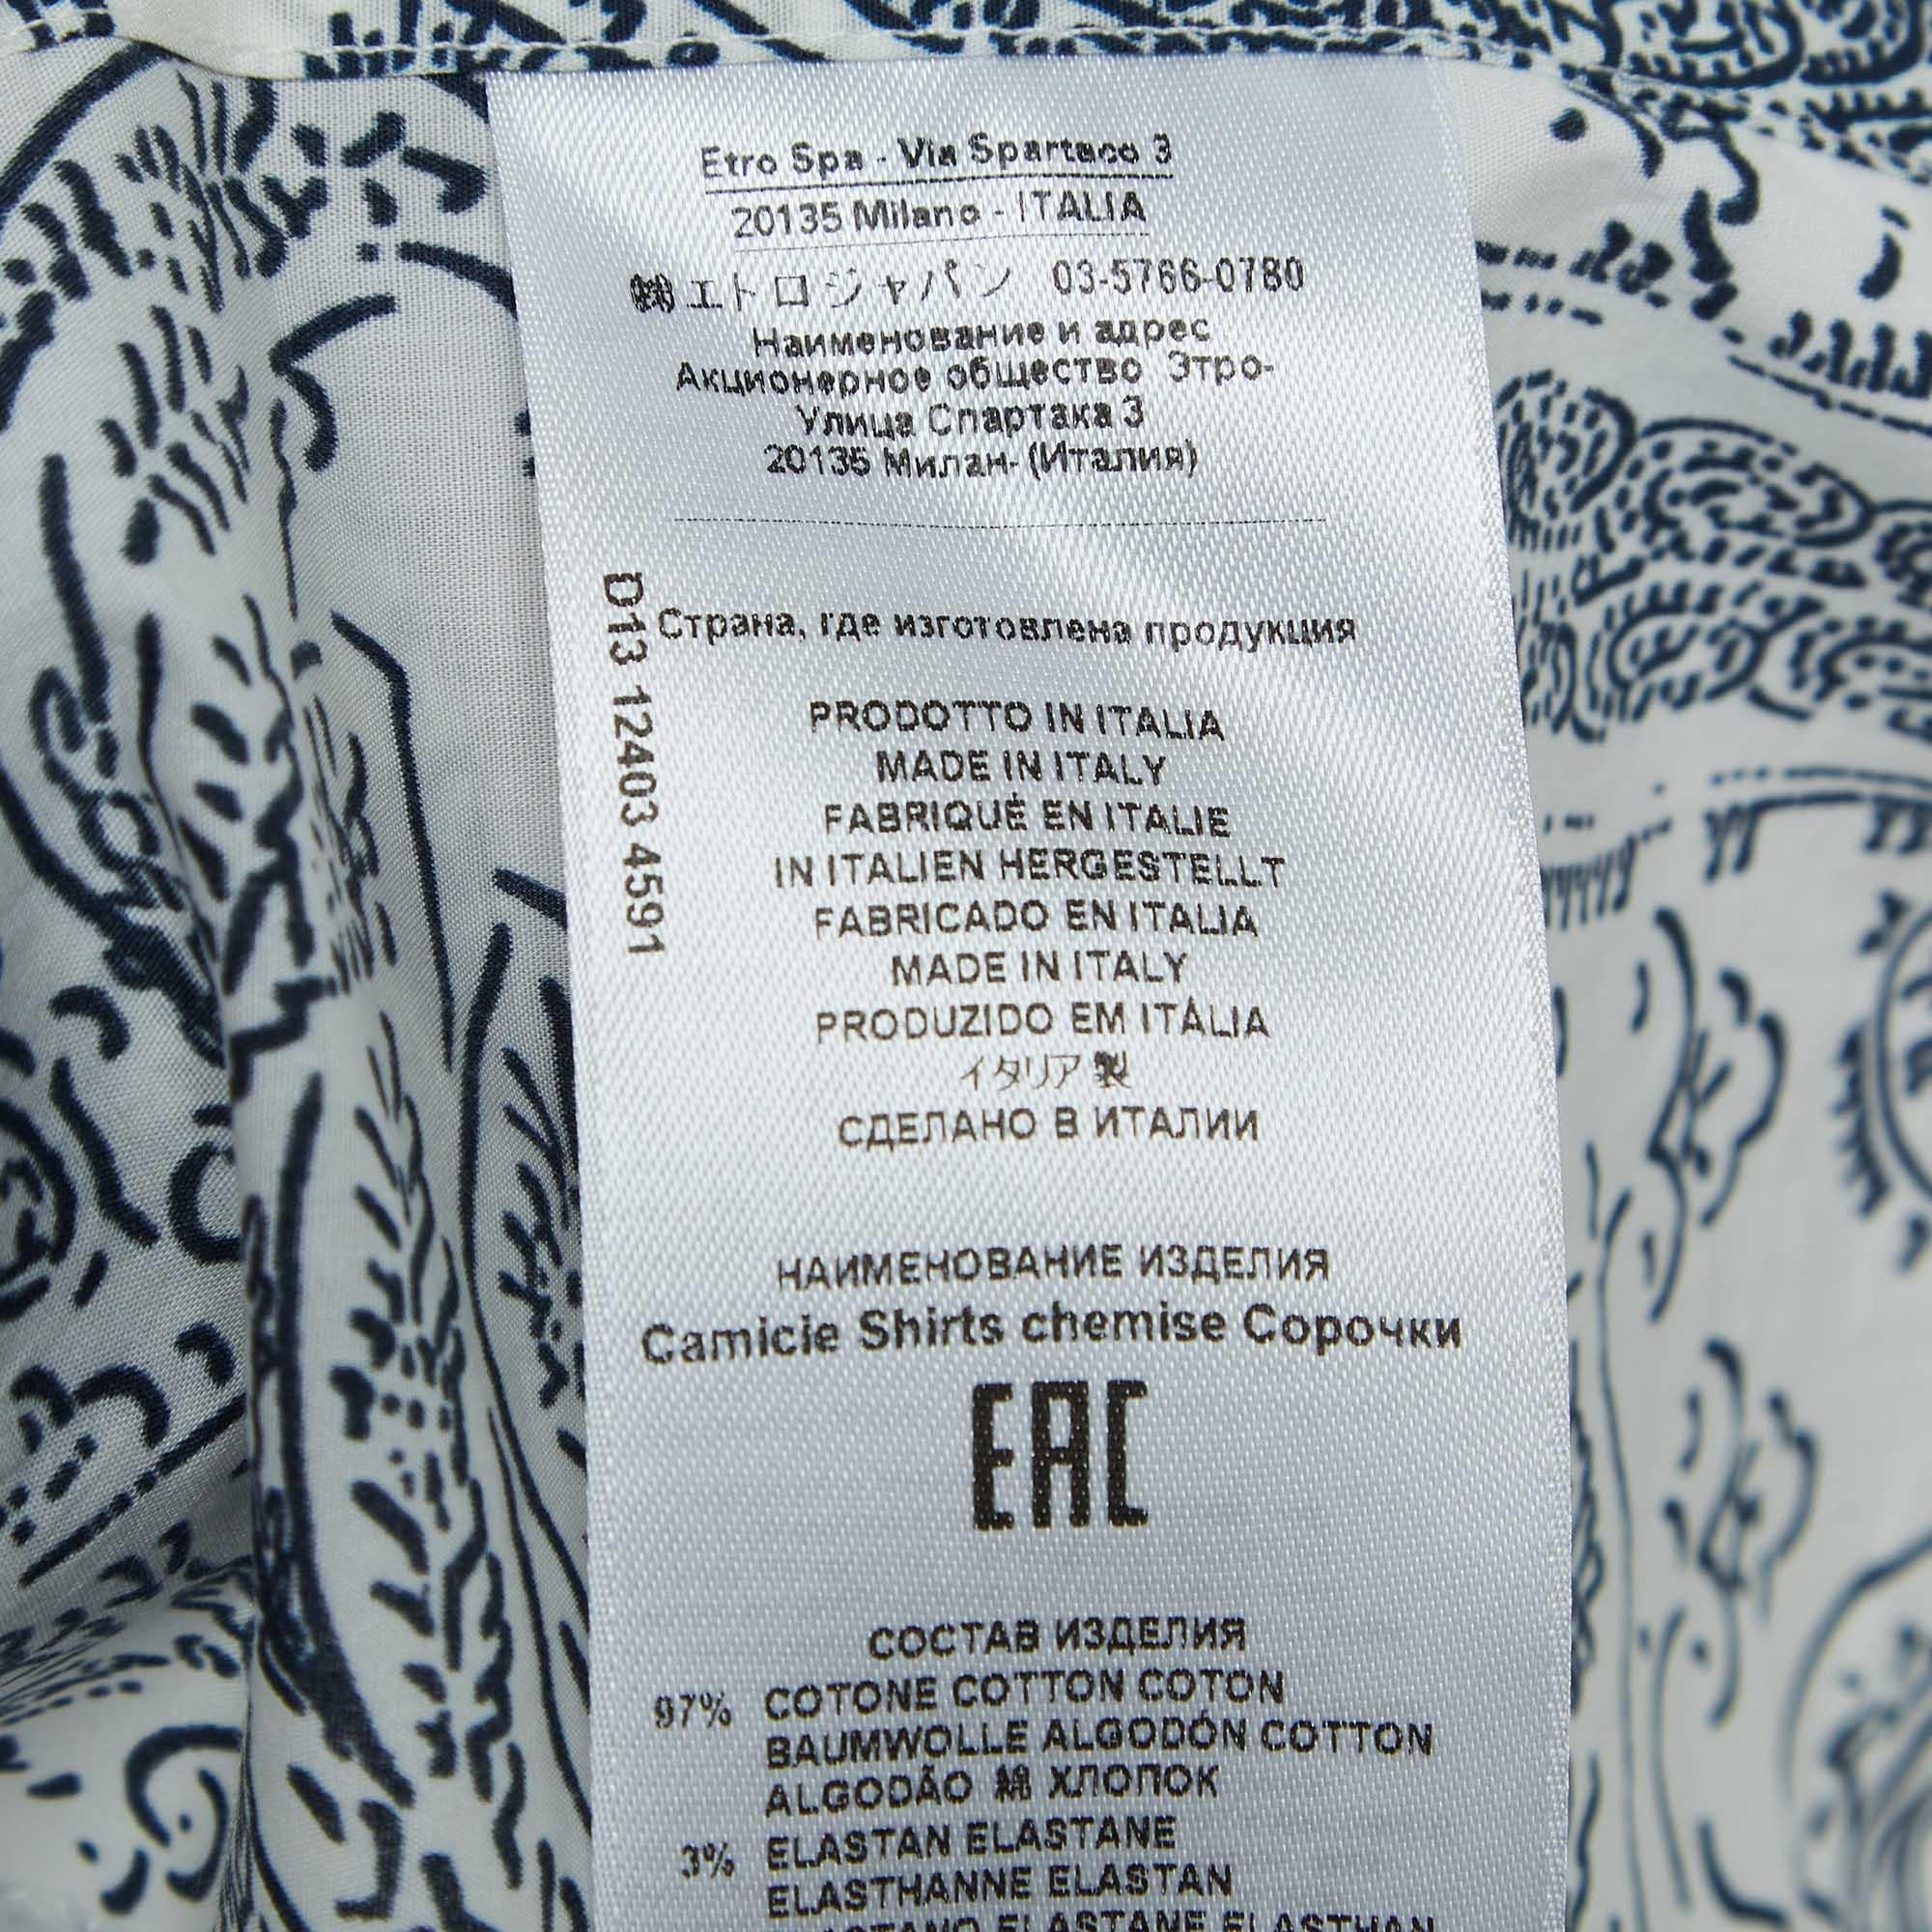 Etro Spa - Via Spartaco 3
20135 Milano - ITALIA
㈱エトロジャパン 03-5766-0780
Наименование и адрес
Акционерное общество Этро-
Улица Спартака 3
20135 Милан- (Италия)
D13 12403 4591
Страна, где изготовлена продукция
PRODOTTO IN ITALIA
MADE IN ITALY
FABRIQUÉ EN ITALIE
IN ITALIEN HERGESTELLT
FABRICADO EN ITALIA
MADE IN ITALY
PRODUZIDO EM ITÁLIA
イタリア製
СДЕЛАНО В ИТАЛИИ
НАИМЕНОВАНИЕ ИЗДЕЛИЯ
Camicie Shirts chemise Сорочки
EAC
СОСТАВ ИЗДЕЛИЯ
97% COTONE COTTON COTON
BAUMWOLLE ALGODÓN COTTON
ALGODÃO 綿 ХЛОПОК
3% ELASTAN ELASTANE
ELASTHANNE ELASTAN
ELASTANE ELASTHAN